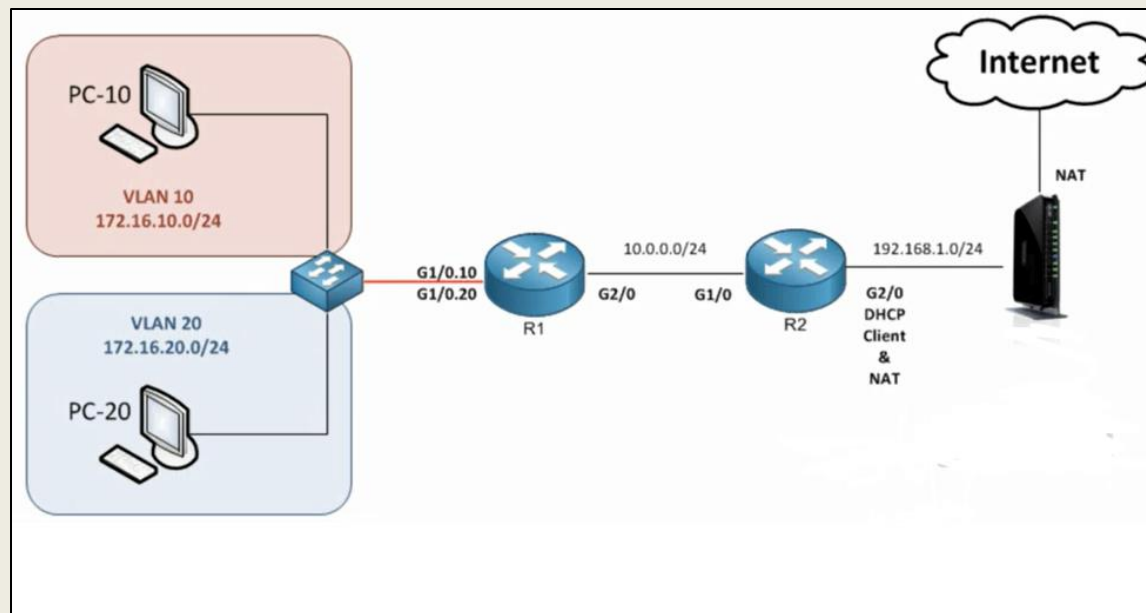 PC-10
VLAN 10
172.16.10.0/24
VLAN 20
172.16.20.0/24
PC-20
G1/0.10
G1/0.20
R1
G2/0
10.0.0.0/24
G1/0
R2
192.168.1.0/24
G2/0
DHCP
Client
&
NAT
Internet
NAT